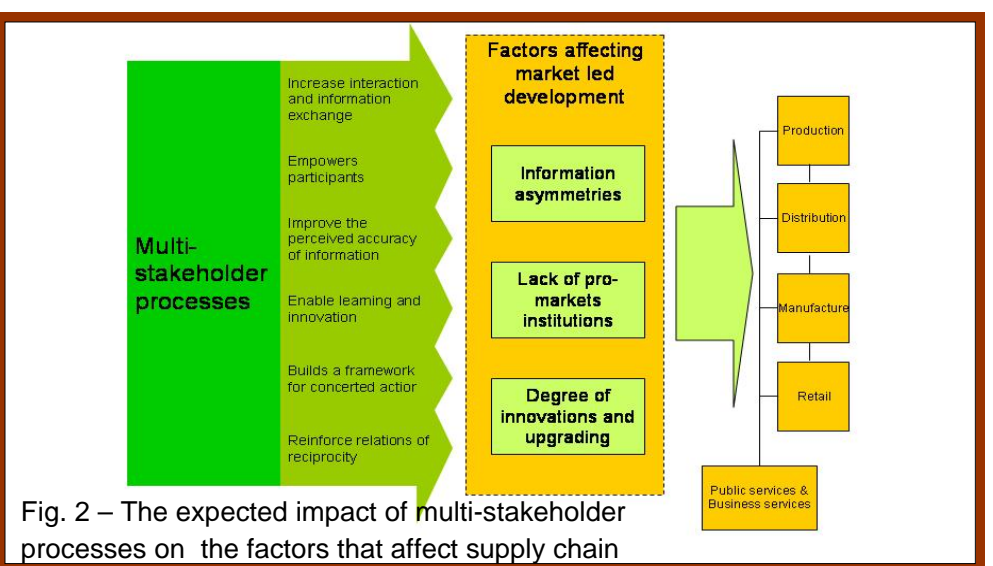 Multi-
stakeholder
processes
Increase interaction
and information
exchange
Empowers
participants
Improve the
perceived accuracy
of information
Enable learning and
innovation
Builds a framework
for concerted action
Reinforce relations of
reciprocity
Factors affecting
market led
development
Information
asymmetries
Lack of pro-
markets
institutions
Degree of
innovations and
upgrading
Production
Distribution
Manufacture
Retail
Public services &
Business services
Fig. 2 – The expected impact of multi-stakeholder
processes on  the factors that affect supply chain